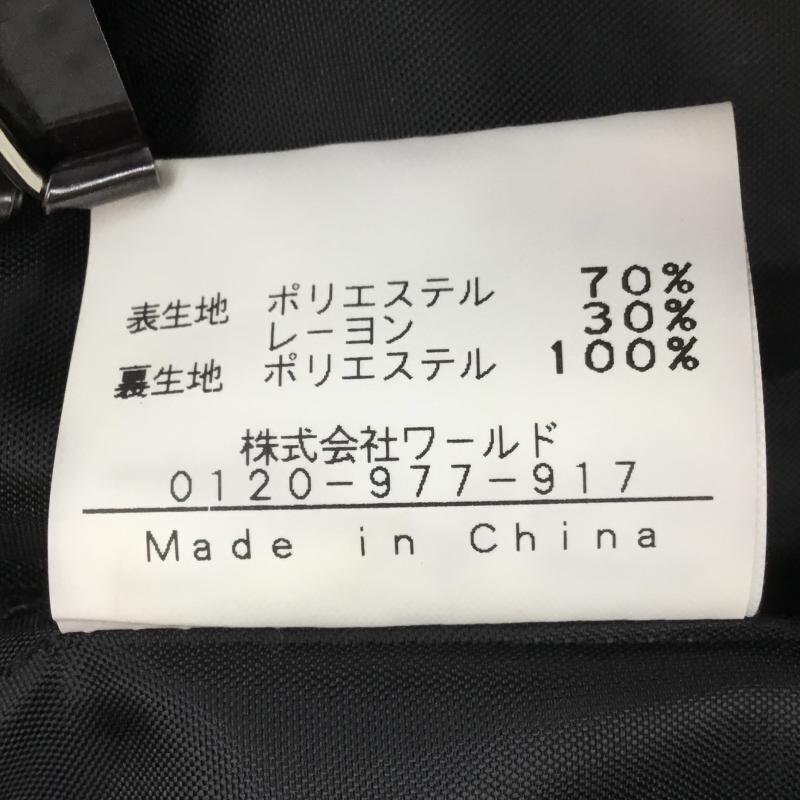 表生地 ポリエステル 70%
レーヨン 30%
裏生地 ポリエステル 100%
株式会社ワールド
0120-977-917
Made in China